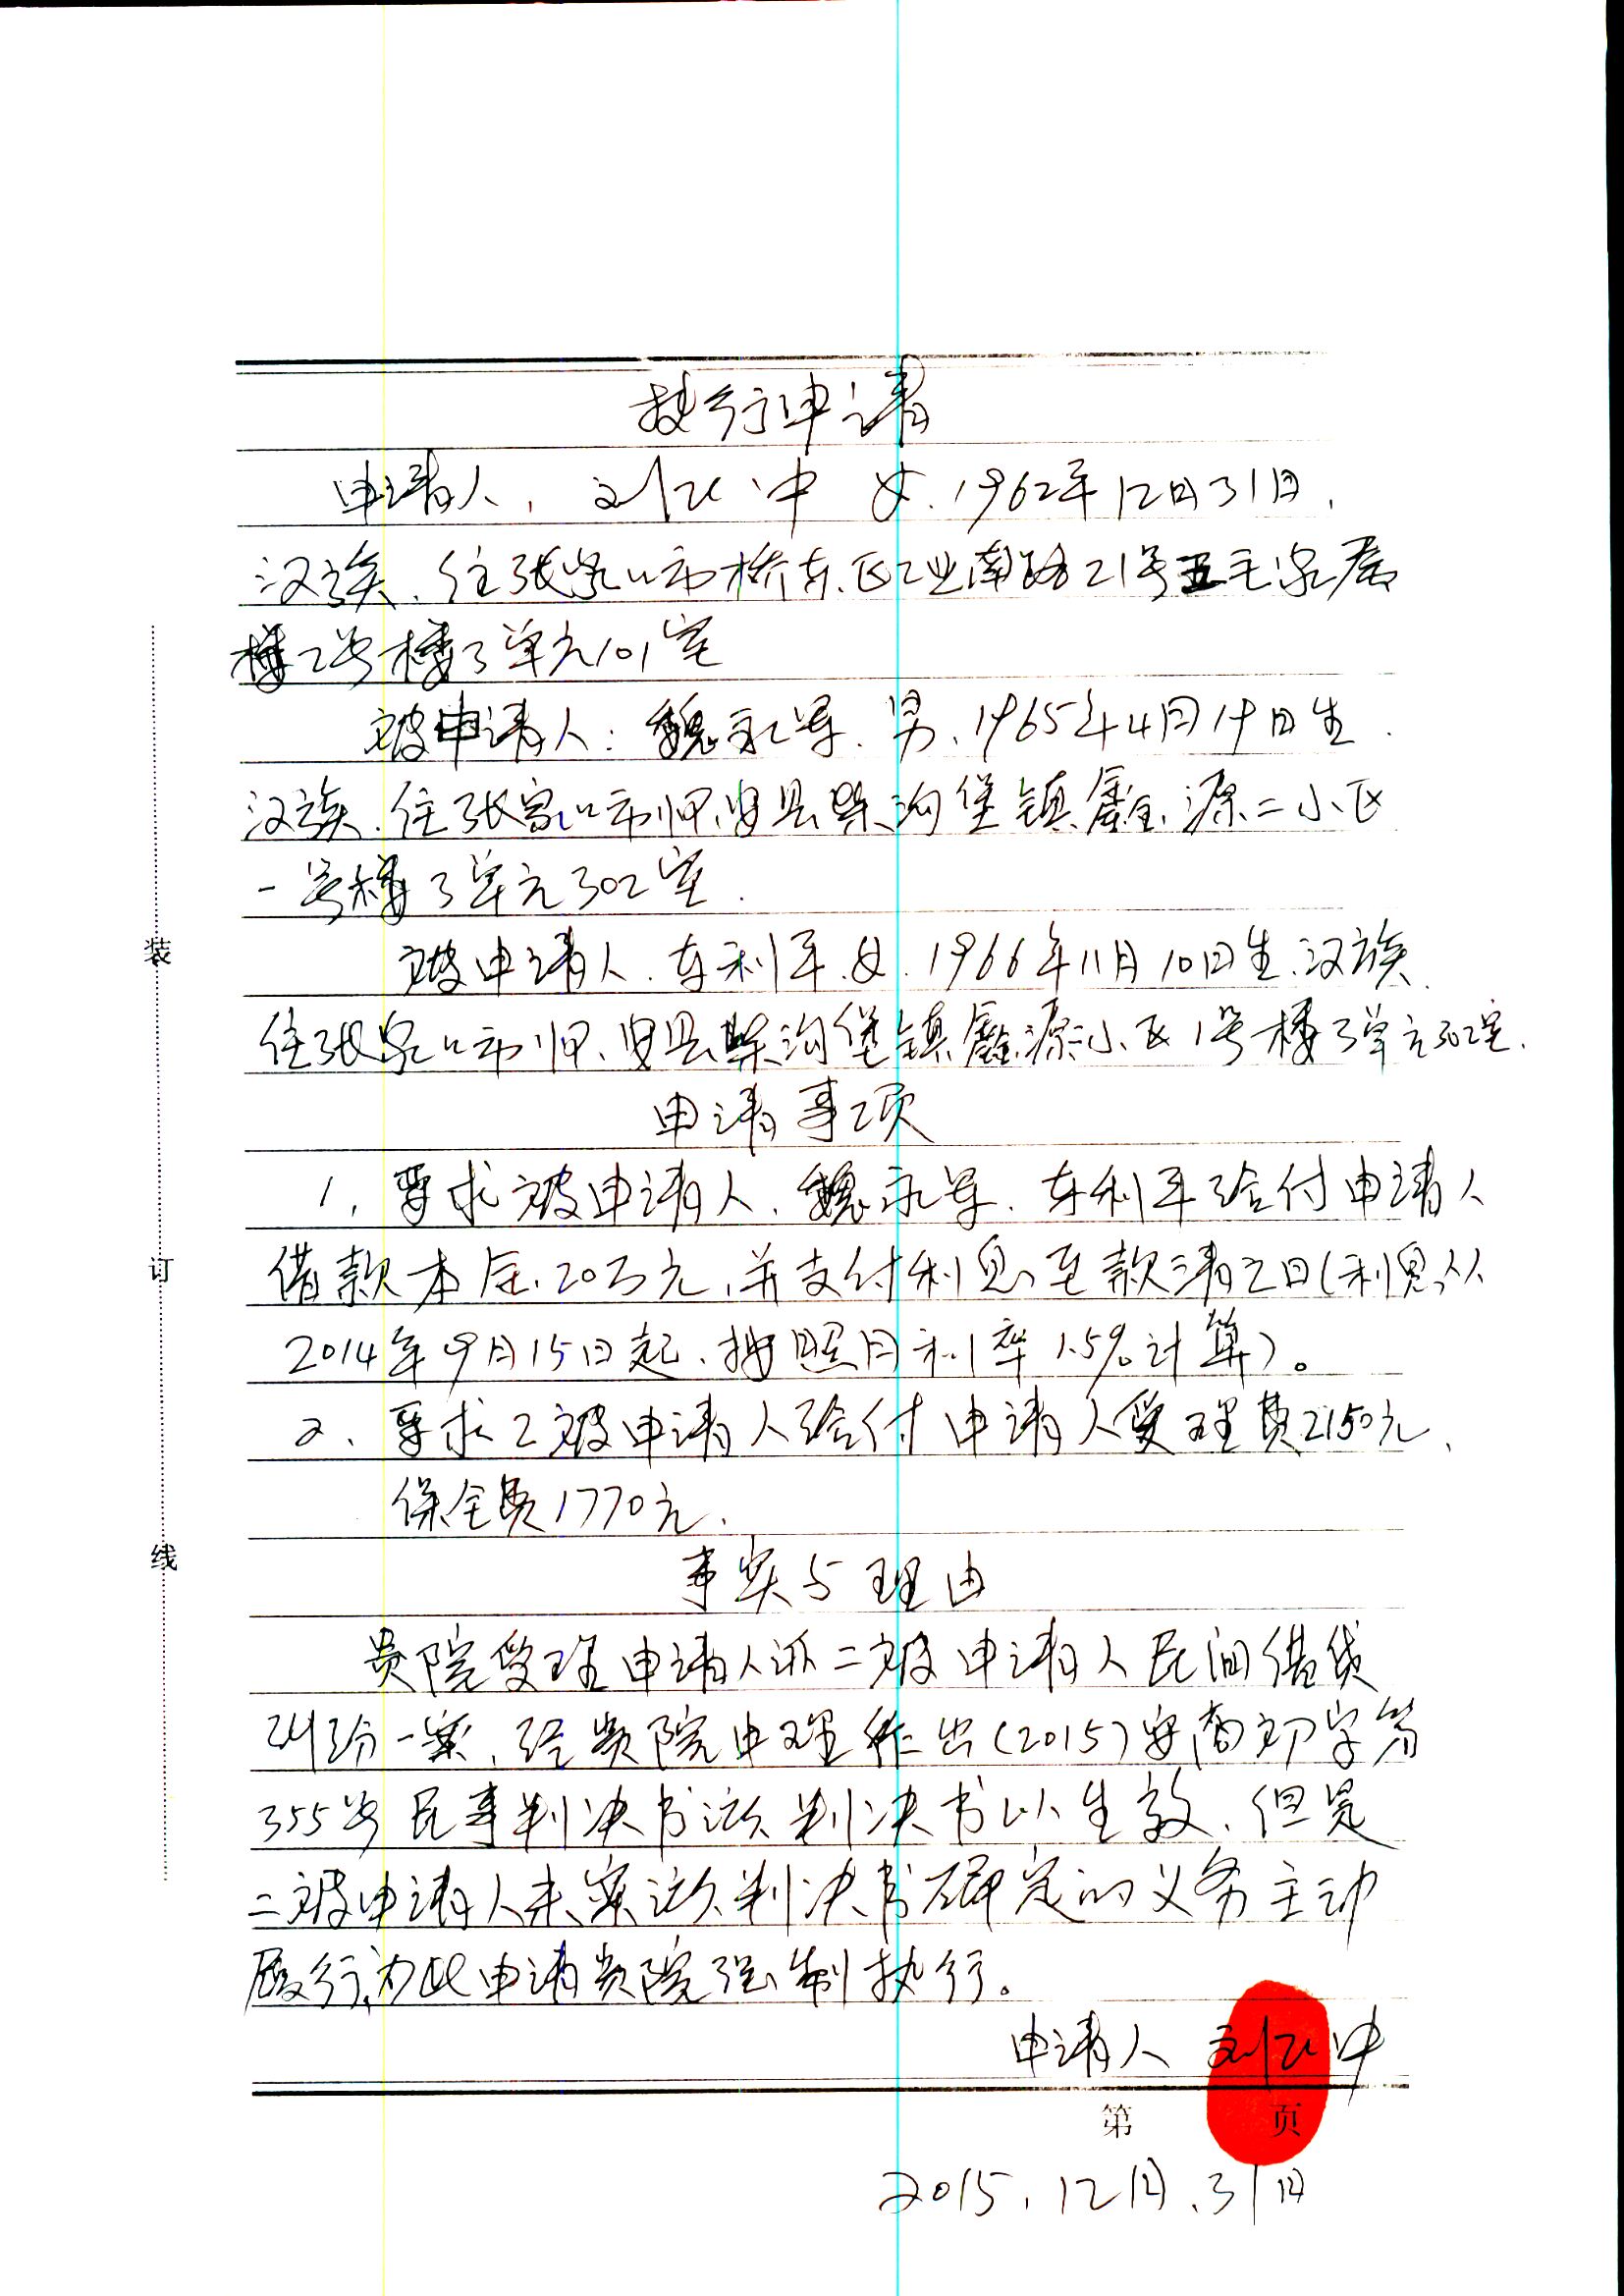 执行申请
申请人，刘 中 女.1962年12月31日，
汉族.住张家口市桥东区工业南路21号五毛家属
楼2号楼3单元101室
被申请人：魏永军.男.1965年4月19日生.
汉族.住张家口市怀安县柴沟堡镇鑫源二小区
一号楼3单元302室.
被申请人.车利平.女.1966年11月10日生.汉族.
住张家口市怀安县柴沟堡镇鑫源二小区1号楼3单元302室.
申请事项
1、要求被申请人.魏永军.车利平给付申请人
借款本金20万元，并支付利息至款清之日(利息从
2014年9月15日起.按照月利率1.5%计算)。
2、要求2被申请人给付申请人受理费2150元、
保全费1770元.
事实与理由
贵院受理申请人诉二被申请人民间借贷
纠纷一案，经贵院审理作出(2015)安商初字第
355号民事判决书该判决书以生效.但是
二被申请人未案该判决书确定的义务主动
履行为此申请贵院强制执行。
申请人 刘 中
第 页
2015.12月.31日
装
订
线